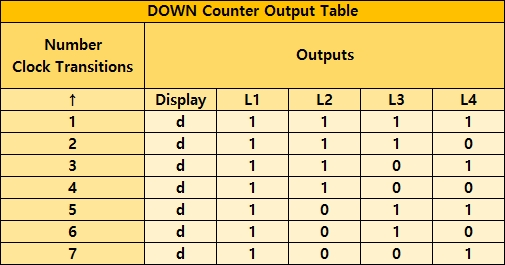 DOWN Counter Output Table
Number
Clock Transitions
Outputs
↑ Display L1 L2 L3 L4
1 d 1 1 1 1
2 d 1 1 1 0
3 d 1 1 0 1
4 d 1 1 0 0
5 d 1 0 1 1
6 d 1 0 1 0
7 d 1 0 0 1